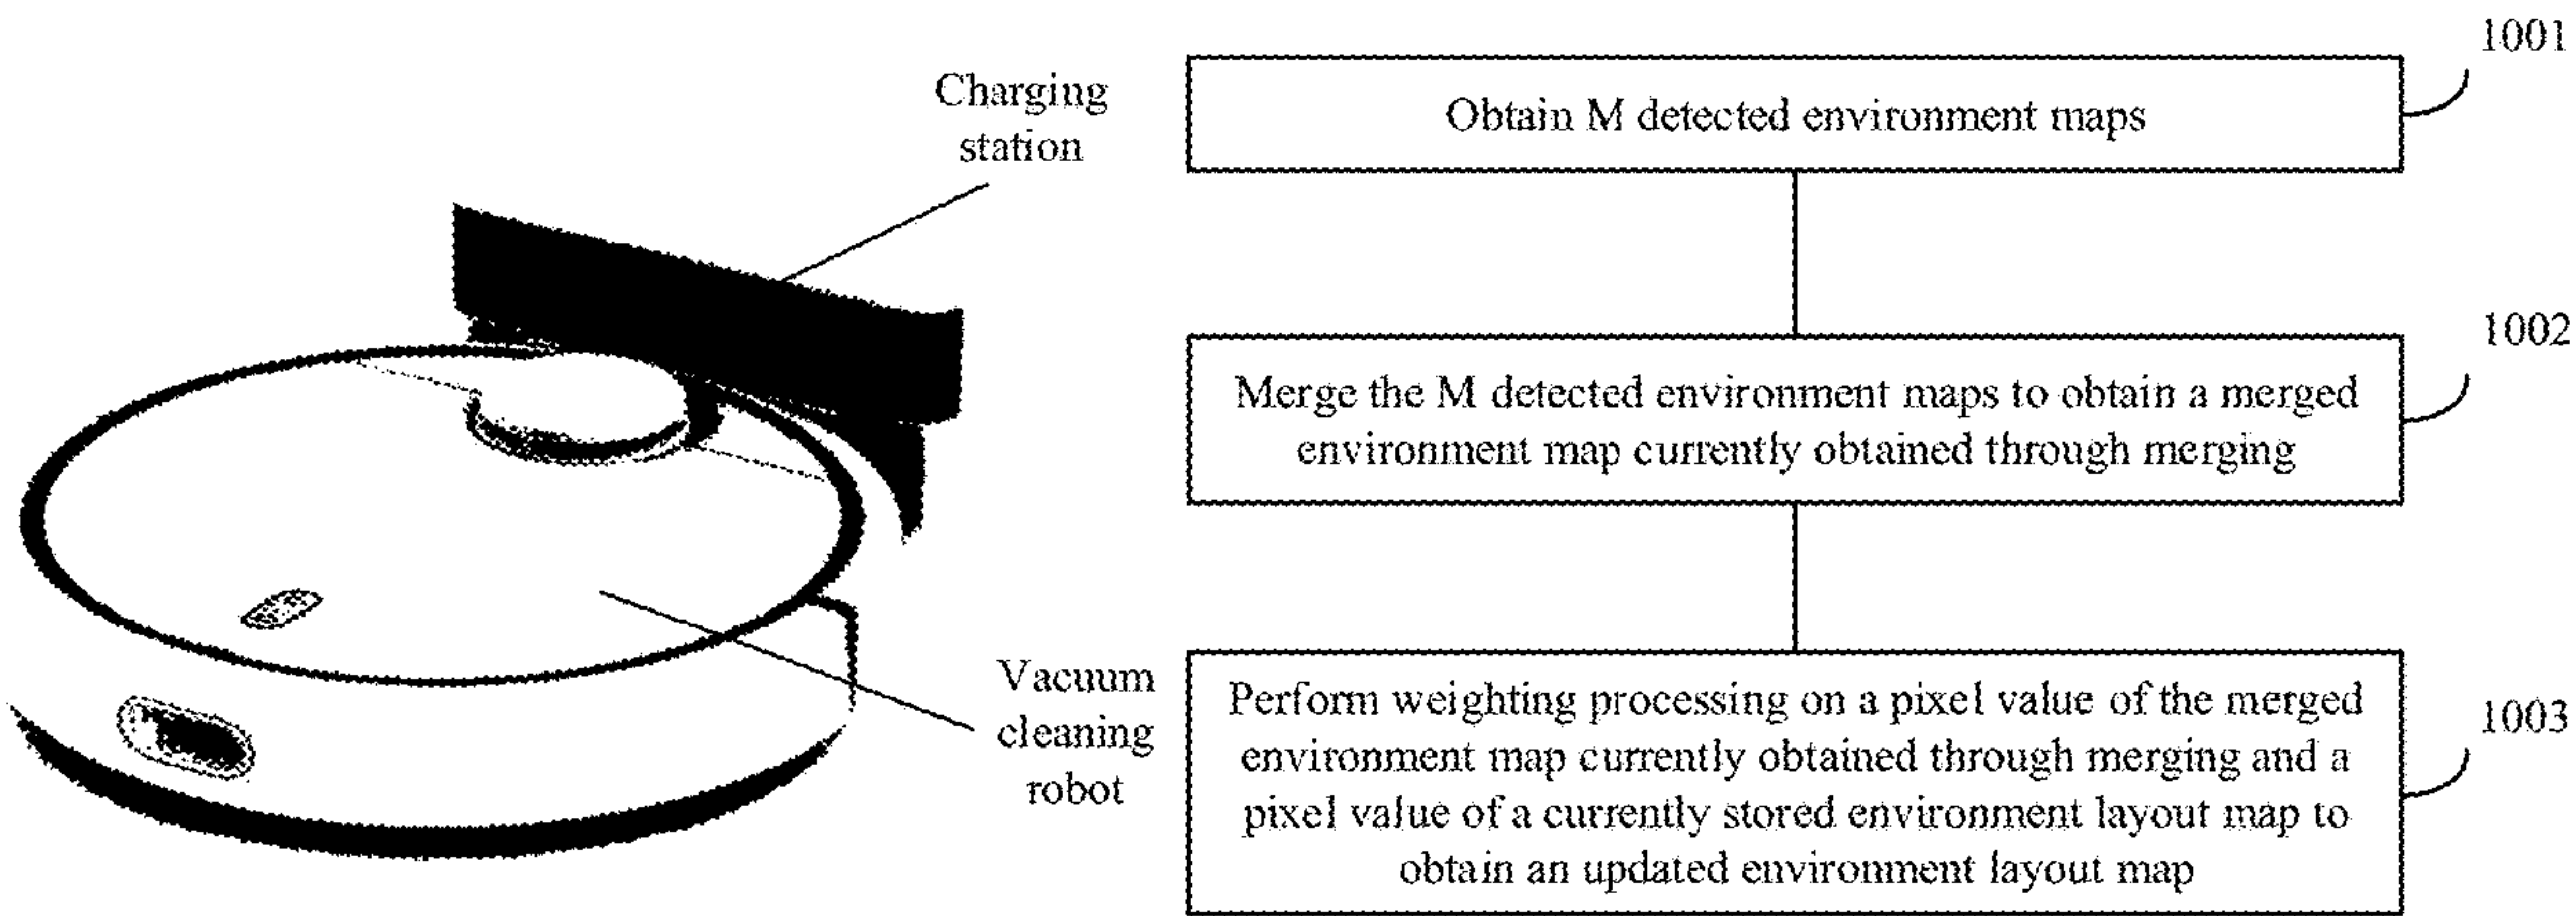 Charging
station
Vacuum
cleaning
robot
1001
Obtain M detected environment maps
1002
Merge the M detected environment maps to obtain a merged
environment map currently obtained through merging
1003
Perform weighting processing on a pixel value of the merged
environment map currently obtained through merging and a
pixel value of a currently stored environment layout map to
obtain an updated environment layout map